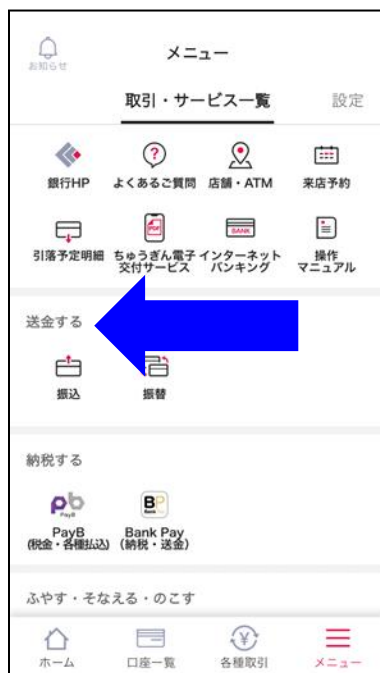 お知らせ
メニュー
取引・サービス一覧
設定
銀行HP
よくあるご質問
店舗・ATM
来店予約
PDF
BANK
引落予定明細
ちゅうぎん電子
交付サービス
インターネット
バンキング
操作
マニュアル
送金する
振込
振替
納税する
pb
PayB
BP
Bank
PayB
(税金・各種払込)
Bank Pay
(納税・送金)
ふやす・そなえる・のこす
ホーム
口座一覧
各種取引
メニュー